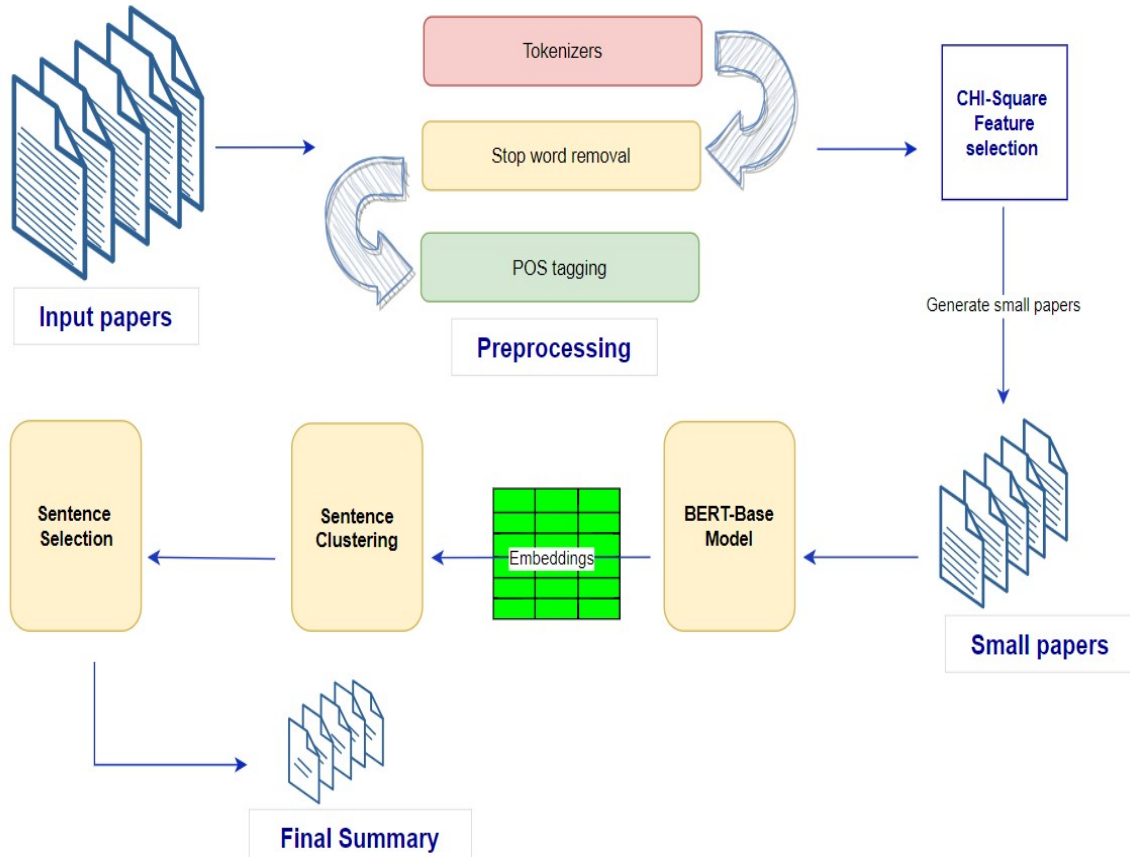 Tokenizers
Stop word removal
POS tagging
Input papers
Preprocessing
CHI-Square
Feature
selection
Generate small papers
Small papers
BERT-Base
Model
Embeddings
Sentence
Clustering
Sentence
Selection
Final Summary